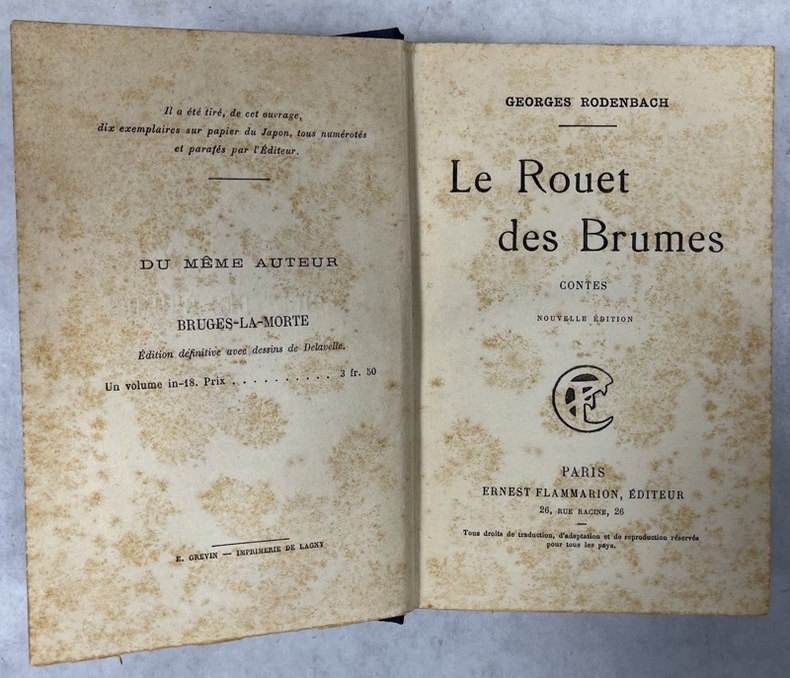 Il a été tiré, de cet ouvrage,
dix exemplaires sur papier du Japon, tous numérotés
et parafés par l'Éditeur.
DU MÊME AUTEUR
BRUGES-LA-MORTE
Édition définitive avec dessins de Delavelle.
Un volume in-18. Prix . . . . . . . . . . 3 fr. 50
E. GREVIN — IMPRIMERIE DE LAGNY
GEORGES RODENBACH
Le Rouet
des Brumes
CONTES
NOUVELLE ÉDITION
PARIS
ERNEST FLAMMARION, ÉDITEUR
26, RUE RACINE, 26
Tous droits de traduction, d'adaptation et de reproduction réservés
pour tous les pays.